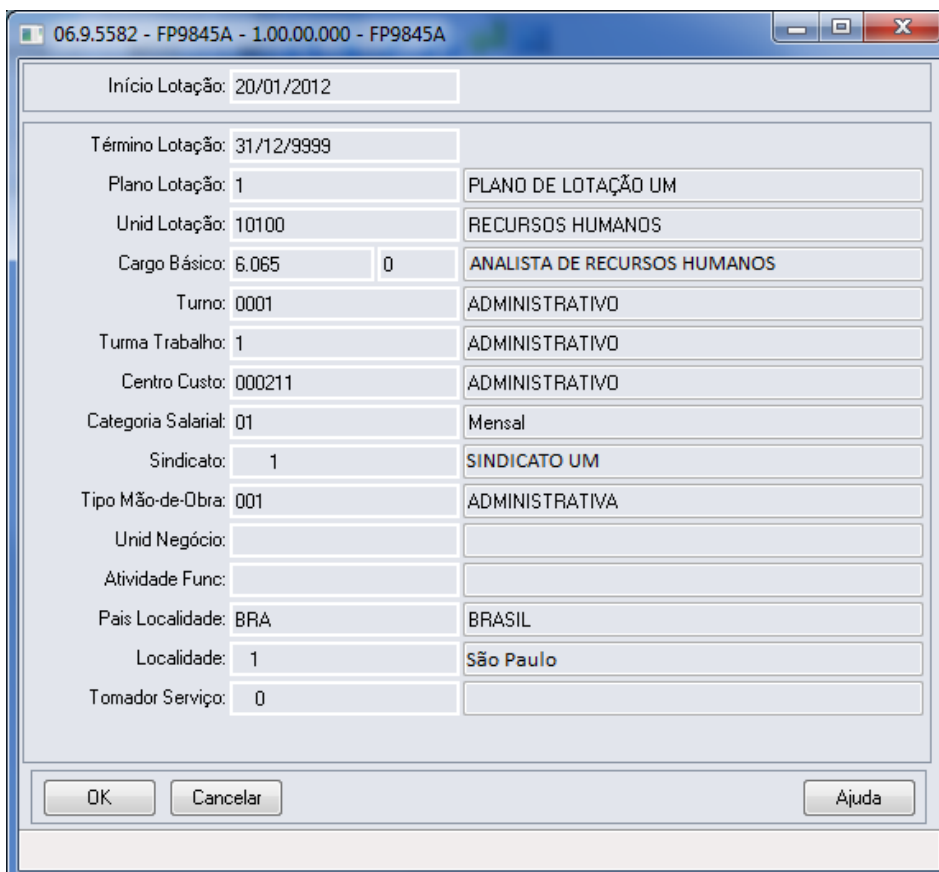 06.9.5582 - FP9845A - 1.00.00.000 - FP9845A
Início Lotação: 20/01/2012
Término Lotação: 31/12/9999
Plano Lotação: 1 PLANO DE LOTAÇÃO UM
Unid Lotação: 10100 RECURSOS HUMANOS
Cargo Básico: 6.065 0 ANALISTA DE RECURSOS HUMANOS
Turno: 0001 ADMINISTRATIVO
Turma Trabalho: 1 ADMINISTRATIVO
Centro Custo: 000211 ADMINISTRATIVO
Categoria Salarial: 01 Mensal
Sindicato: 1 SINDICATO UM
Tipo Mão-de-Obra: 001 ADMINISTRATIVA
Unid Negócio:
Atividade Func:
Pais Localidade: BRA BRASIL
Localidade: 1 São Paulo
Tomador Serviço: 0
OK Cancelar Ajuda